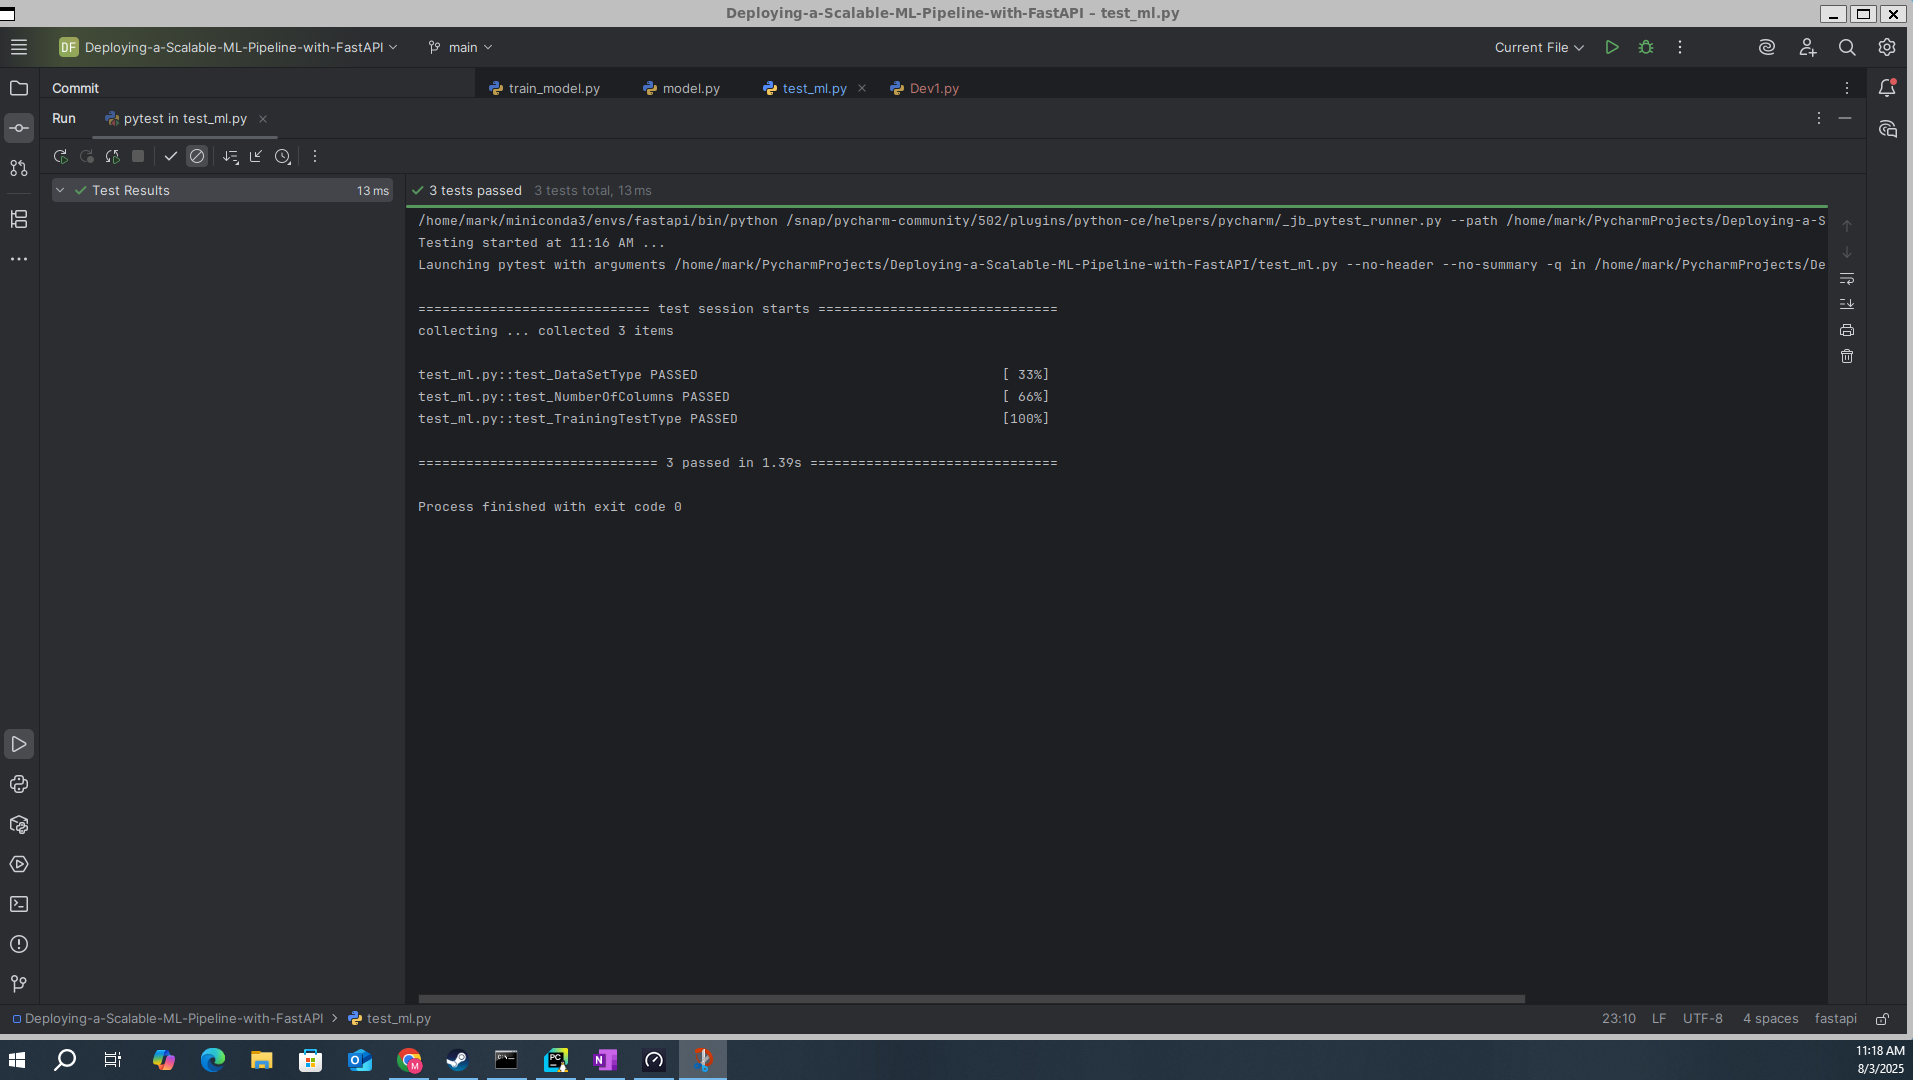 Deploying-a-Scalable-ML-Pipeline-with-FastAPI – test_ml.py
DF Deploying-a-Scalable-ML-Pipeline-with-FastAPI main Current File
Commit train_model.py model.py test_ml.py Dev1.py
Run pytest in test_ml.py
Test Results 13 ms 3 tests passed 3 tests total, 13 ms
/home/mark/miniconda3/envs/fastapi/bin/python /snap/pycharm-community/502/plugins/python-ce/helpers/pycharm/_jb_pytest_runner.py --path /home/mark/PycharmProjects/Deploying-a-S
Testing started at 11:16 AM ...
Launching pytest with arguments /home/mark/PycharmProjects/Deploying-a-Scalable-ML-Pipeline-with-FastAPI/test_ml.py --no-header --no-summary -q in /home/mark/PycharmProjects/De
============================= test session starts ==============================
collecting ... collected 3 items
test_ml.py::test_DataSetType PASSED [ 33%]
test_ml.py::test_NumberOfColumns PASSED [ 66%]
test_ml.py::test_TrainingTestType PASSED [100%]
============================== 3 passed in 1.39s ===============================
Process finished with exit code 0
Deploying-a-Scalable-ML-Pipeline-with-FastAPI > test_ml.py 23:10 LF UTF-8 4 spaces fastapi
11:18 AM
8/3/2025